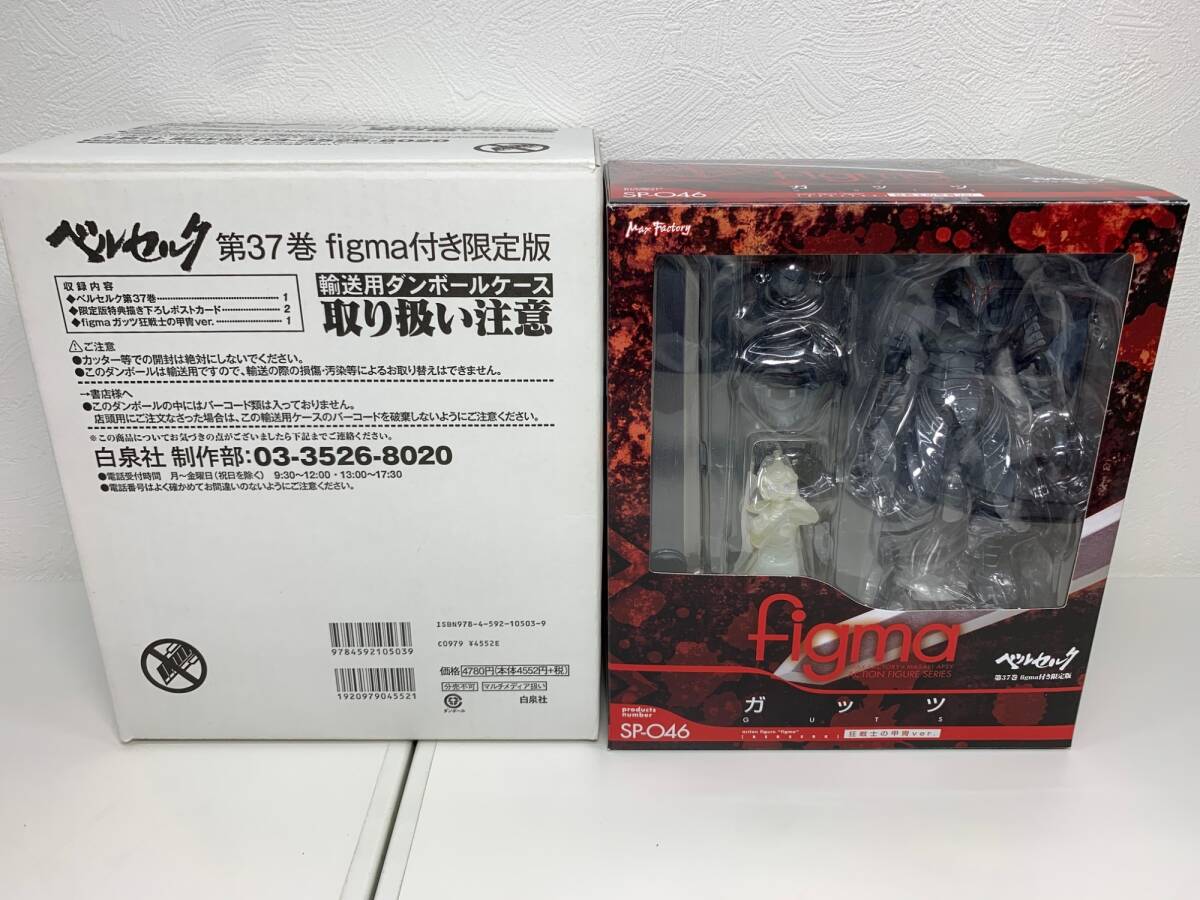 ベルセルク 第37巻 figma付き限定版
収録内容
◆ベルセルク第37巻 1
◆限定版特典描き下ろしポストカード 2
◆figmaガッツ狂戦士の甲冑ver. 1
輸送用ダンボールケース
取り扱い注意
⚠ご注意
●カッター等での開封は絶対にしないでください。
●このダンボールは輸送用ですので、輸送の際の損傷・汚染等によるお取り替えはできません。
→書店様へ
●このダンボールの中にはバーコード類は入っておりません。
店頭用にご注文なさった場合は、この輸送用ケースのバーコードを破棄しないようにご注意ください。
※この商品についてお気づきの点がございましたら下記までご連絡ください。
白泉社 制作部:03-3526-8020
●電話受付時間 月〜金曜日(祝日を除く) 9:30〜12:00・13:00〜17:30
●電話番号はよく確かめてお間違いのないようにご注意ください。
ISBN978-4-592-10503-9
C0979 ¥4552E
9784592105039
1920979045521
価格:4780円(本体4552円+税)
分売不可 マルチメディア扱い
ダンボール
白泉社
figma
ガッツ
SP-046
Max Factory
figma
ACTION FIGURE SERIES
ベルセルク
第37巻 figma付き限定版
ガッツ
GUTS
products number
SP-046
action figure "figma"
[BERSERK]
狂戦士の甲冑ver.